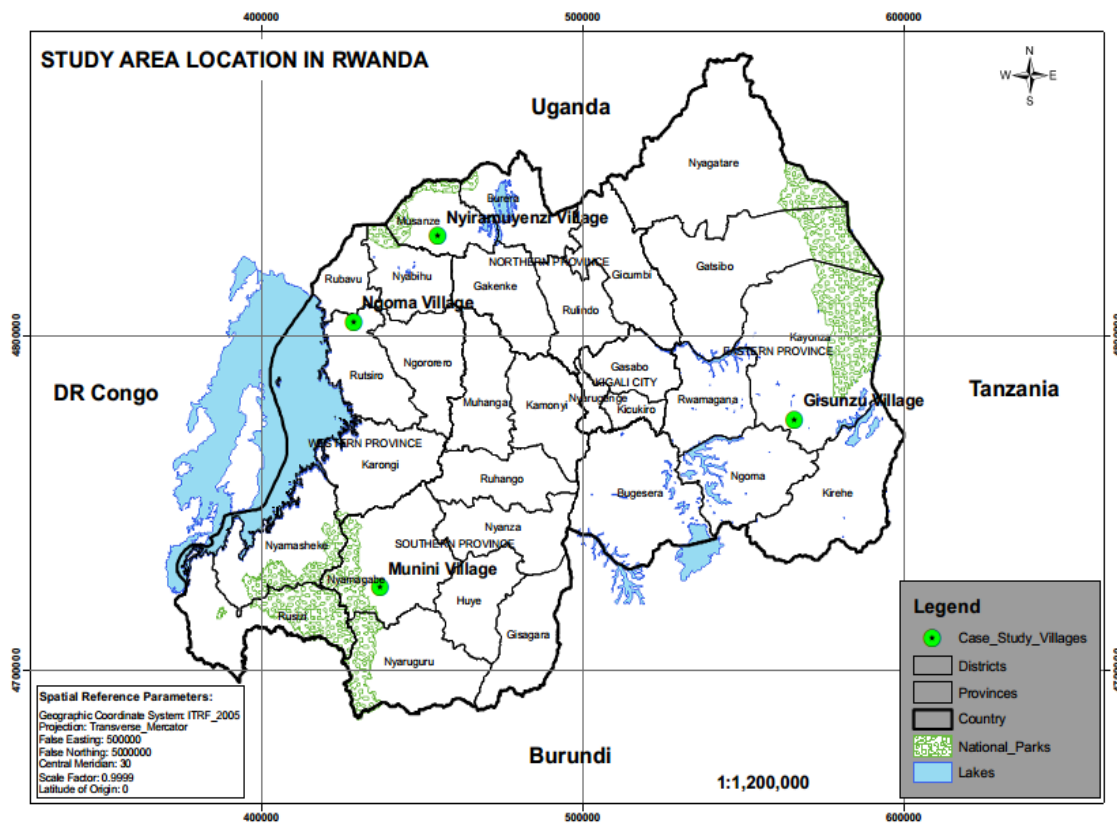 400000
500000
600000
STUDY AREA LOCATION IN RWANDA
N
W
E
S
Uganda
Nyagatare
Burera
Musanze
Nyiramuyenzi Village
NORTHERN PROVINCE
Gatsibo
Rubavu
Nyabihu
Gakenke
Gicumbi
Ngoma Village
Rulindo
4800000
Kayonza
EASTERN PROVINCE
Ngororero
Gasabo
Rutsiro
KIGALI CITY
DR Congo
Tanzania
Muhanga
Kamonyi
Nyarugenge
Kicukiro
Rwamagana
Gisunzu Village
WESTERN PROVINCE
Karongi
Ruhango
Ngoma
Bugesera
Kirehe
Nyanza
SOUTHERN PROVINCE
Nyamasheke
Munini Village
Nyamagabe
Huye
Rusizi
Gisagara
Nyaruguru
4700000
4700000
Legend
Case_Study_Villages
Districts
Provinces
Country
National_Parks
Lakes
Spatial Reference Parameters:
Geographic Coordinate System: ITRF_2005
Projection: Transverse_Mercator
False Easting: 500000
False Northing: 5000000
Central Meridian: 30
Scale Factor: 0.9999
Latitude of Origin: 0
Burundi
1:1,200,000
400000
500000
600000